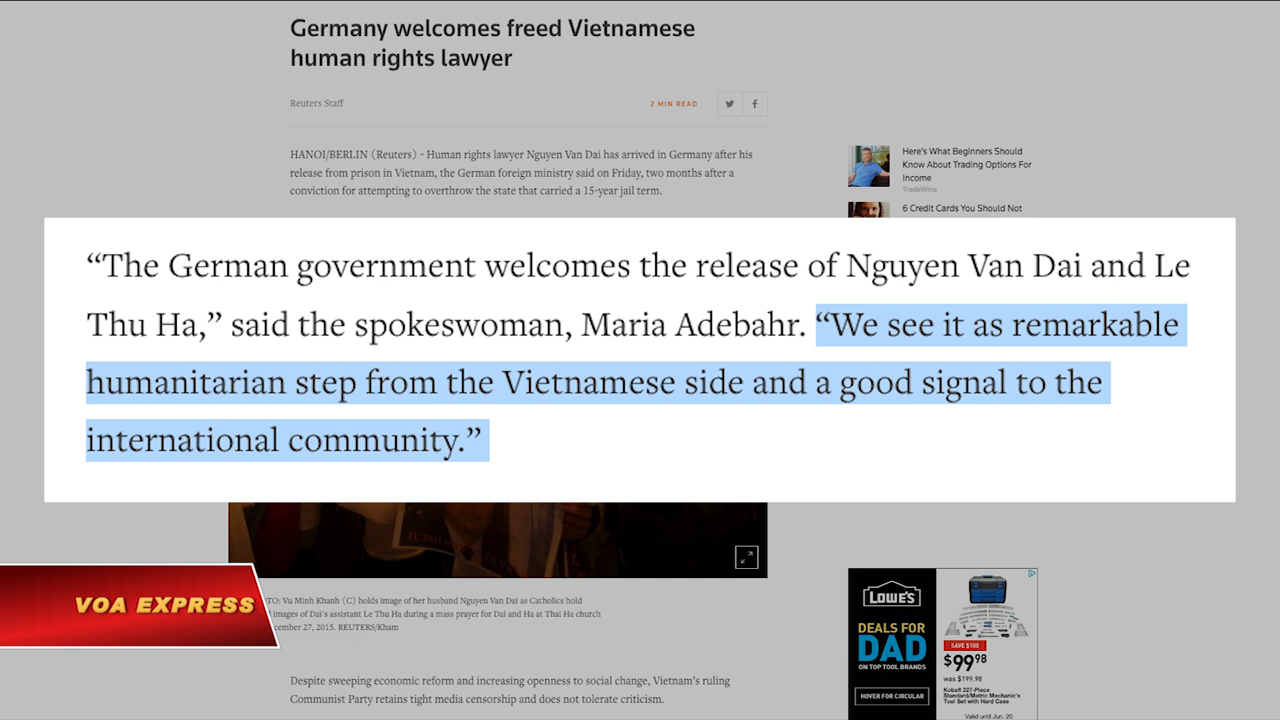 Germany welcomes freed Vietnamese
human rights lawyer
Reuters Staff
2 MIN READ
HANOI/BERLIN (Reuters) - Human rights lawyer Nguyen Van Dai has arrived in Germany after his
release from prison in Vietnam, the German foreign ministry said on Friday, two months after a
conviction for attempting to overthrow the state that carried a 15-year jail term.
Here's What Beginners Should
Know About Trading Options For
Income
TradeWins
6 Credit Cards You Should Not
“The German government welcomes the release of Nguyen Van Dai and Le
Thu Ha,” said the spokeswoman, Maria Adebahr. “We see it as remarkable
humanitarian step from the Vietnamese side and a good signal to the
international community.”
VOA EXPRESS
Vu Minh Khanh (C) holds image of her husband Nguyen Van Dai as Catholics hold
images of Dai's assistant Le Thu Ha during a mass prayer for Dai and Ha at Thai Ha church
27, 2015. REUTERS/Kham
Despite sweeping economic reform and increasing openness to social change, Vietnam's ruling
Communist Party retains tight media censorship and does not tolerate criticism.
LOWE'S
DEALS FOR
DAD
ON TOP TOOL BRANDS
HOVER FOR CIRCULAR
SAVE $100
$99.98
was $199.98
Kobalt 227-Piece
Standard/Metric Mechanic's
Tool Set with Hard Case
Valid until Jun. 20